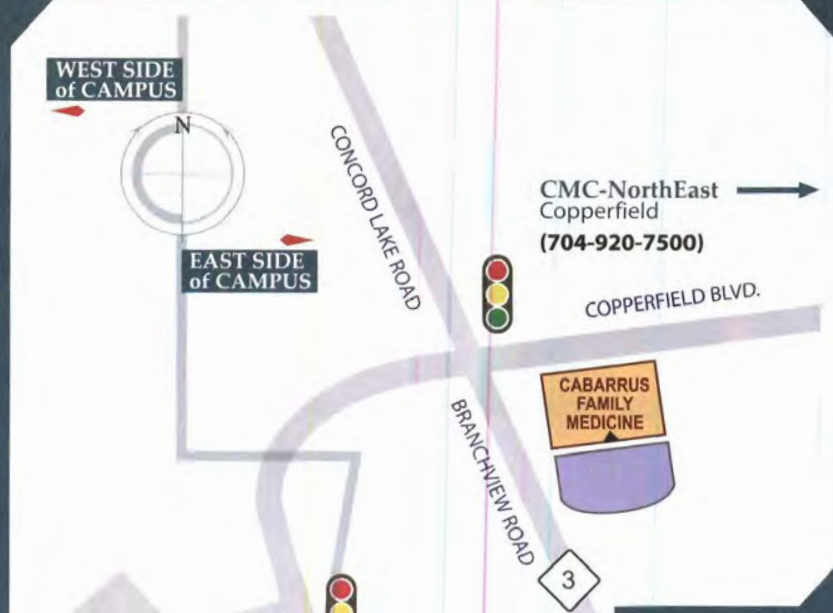 WEST SIDE
of CAMPUS
N
CONCORD LAKE ROAD
CMC-NorthEast
Copperfield
(704-920-7500)
EAST SIDE
of CAMPUS
COPPERFIELD BLVD.
CABARRUS
FAMILY
MEDICINE
BRANCHVIEW ROAD
3